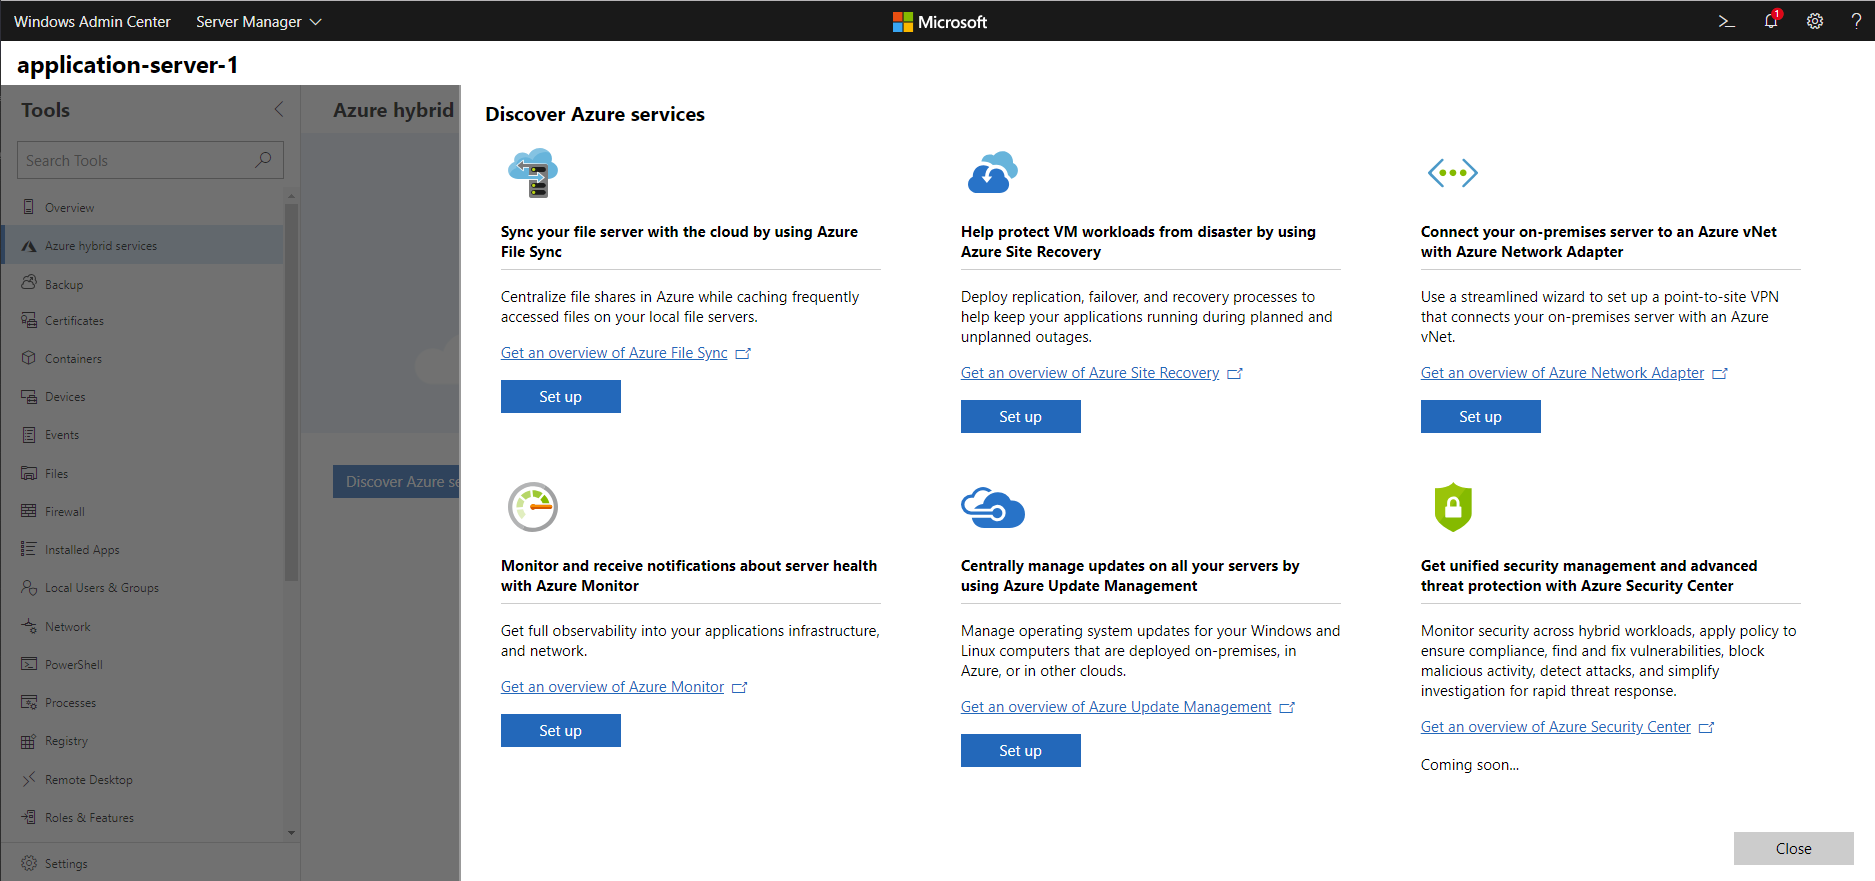 Windows Admin Center
Server Manager
Microsoft
1
application-server-1
Tools
Search Tools
Overview
Azure hybrid services
Backup
Certificates
Containers
Devices
Events
Files
Firewall
Installed Apps
Local Users & Groups
Network
PowerShell
Processes
Registry
Remote Desktop
Roles & Features
Settings
Azure hybrid
Discover Azure se
Discover Azure services
Sync your file server with the cloud by using Azure
File Sync
Centralize file shares in Azure while caching frequently
accessed files on your local file servers.
Get an overview of Azure File Sync
Set up
Help protect VM workloads from disaster by using
Azure Site Recovery
Deploy replication, failover, and recovery processes to
help keep your applications running during planned and
unplanned outages.
Get an overview of Azure Site Recovery
Set up
Connect your on-premises server to an Azure vNet
with Azure Network Adapter
Use a streamlined wizard to set up a point-to-site VPN
that connects your on-premises server with an Azure
vNet.
Get an overview of Azure Network Adapter
Set up
Monitor and receive notifications about server health
with Azure Monitor
Get full observability into your applications infrastructure,
and network.
Get an overview of Azure Monitor
Set up
Centrally manage updates on all your servers by
using Azure Update Management
Manage operating system updates for your Windows and
Linux computers that are deployed on-premises, in
Azure, or in other clouds.
Get an overview of Azure Update Management
Set up
Get unified security management and advanced
threat protection with Azure Security Center
Monitor security across hybrid workloads, apply policy to
ensure compliance, find and fix vulnerabilities, block
malicious activity, detect attacks, and simplify
investigation for rapid threat response.
Get an overview of Azure Security Center
Coming soon...
Close